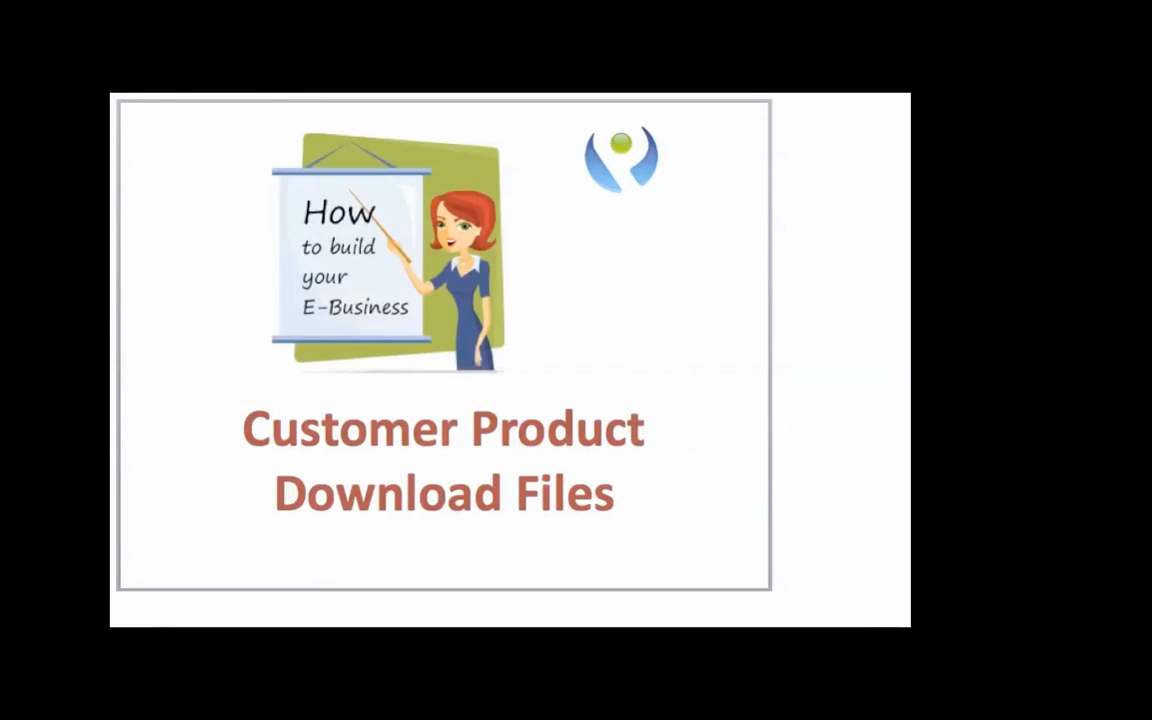 How
to build
your
E-Business
Customer Product
Download Files